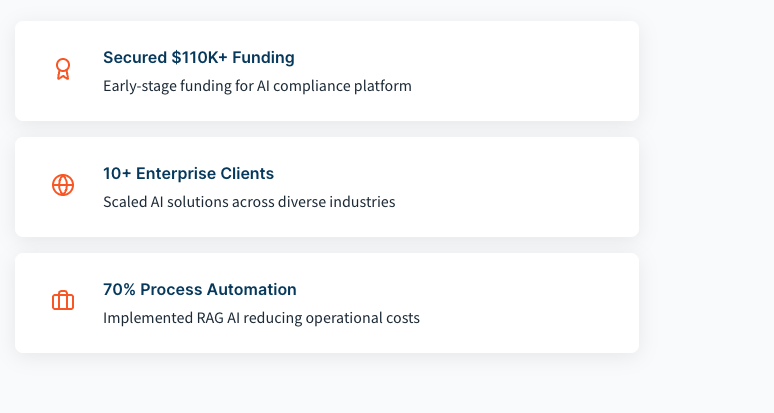 Secured $110K+ Funding
Early-stage funding for AI compliance platform
10+ Enterprise Clients
Scaled AI solutions across diverse industries
70% Process Automation
Implemented RAG AI reducing operational costs